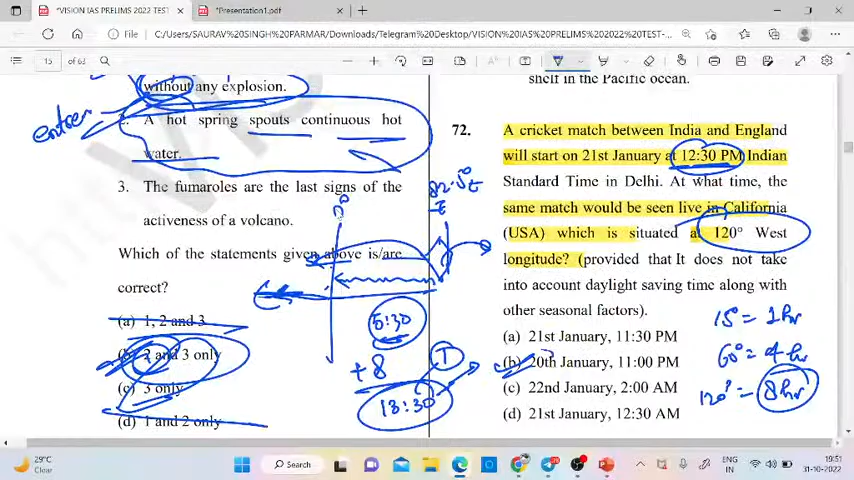 *VISION IAS PRELIMS 2022 TEST
*Presentation1.pdf
File
C:/Users/SAURAV%20SINGH%20PARMAR/Downloads/Telegram%20Desktop/VISION%20IAS%20PRELIMS%202022%20TEST-
15 of 63
without any explosion.
A hot spring spouts continuous hot
water.
3. The fumaroles are the last signs of the
activeness of a volcano.
Which of the statements given above is/are
correct?
(a) 1, 2 and 3
(b) 2 and 3 only
(c) 3 only
(d) 1 and 2 only
0°
82.5°E
5:30
+8
13:30
shelf in the Pacific ocean.
72. A cricket match between India and England
will start on 21st January at 12:30 PM Indian
Standard Time in Delhi. At what time, the
same match would be seen live in California
(USA) which is situated at 120° West
longitude? (provided that It does not take
into account daylight saving time along with
other seasonal factors).
(a) 21st January, 11:30 PM
(b) 20th January, 11:00 PM
(c) 22nd January, 2:00 AM
(d) 21st January, 12:30 AM
15° = 1hr
60° = 4 hr
120° = 8hr
29°C
Clear
Search
ENG
IN
19:51
31-10-2022